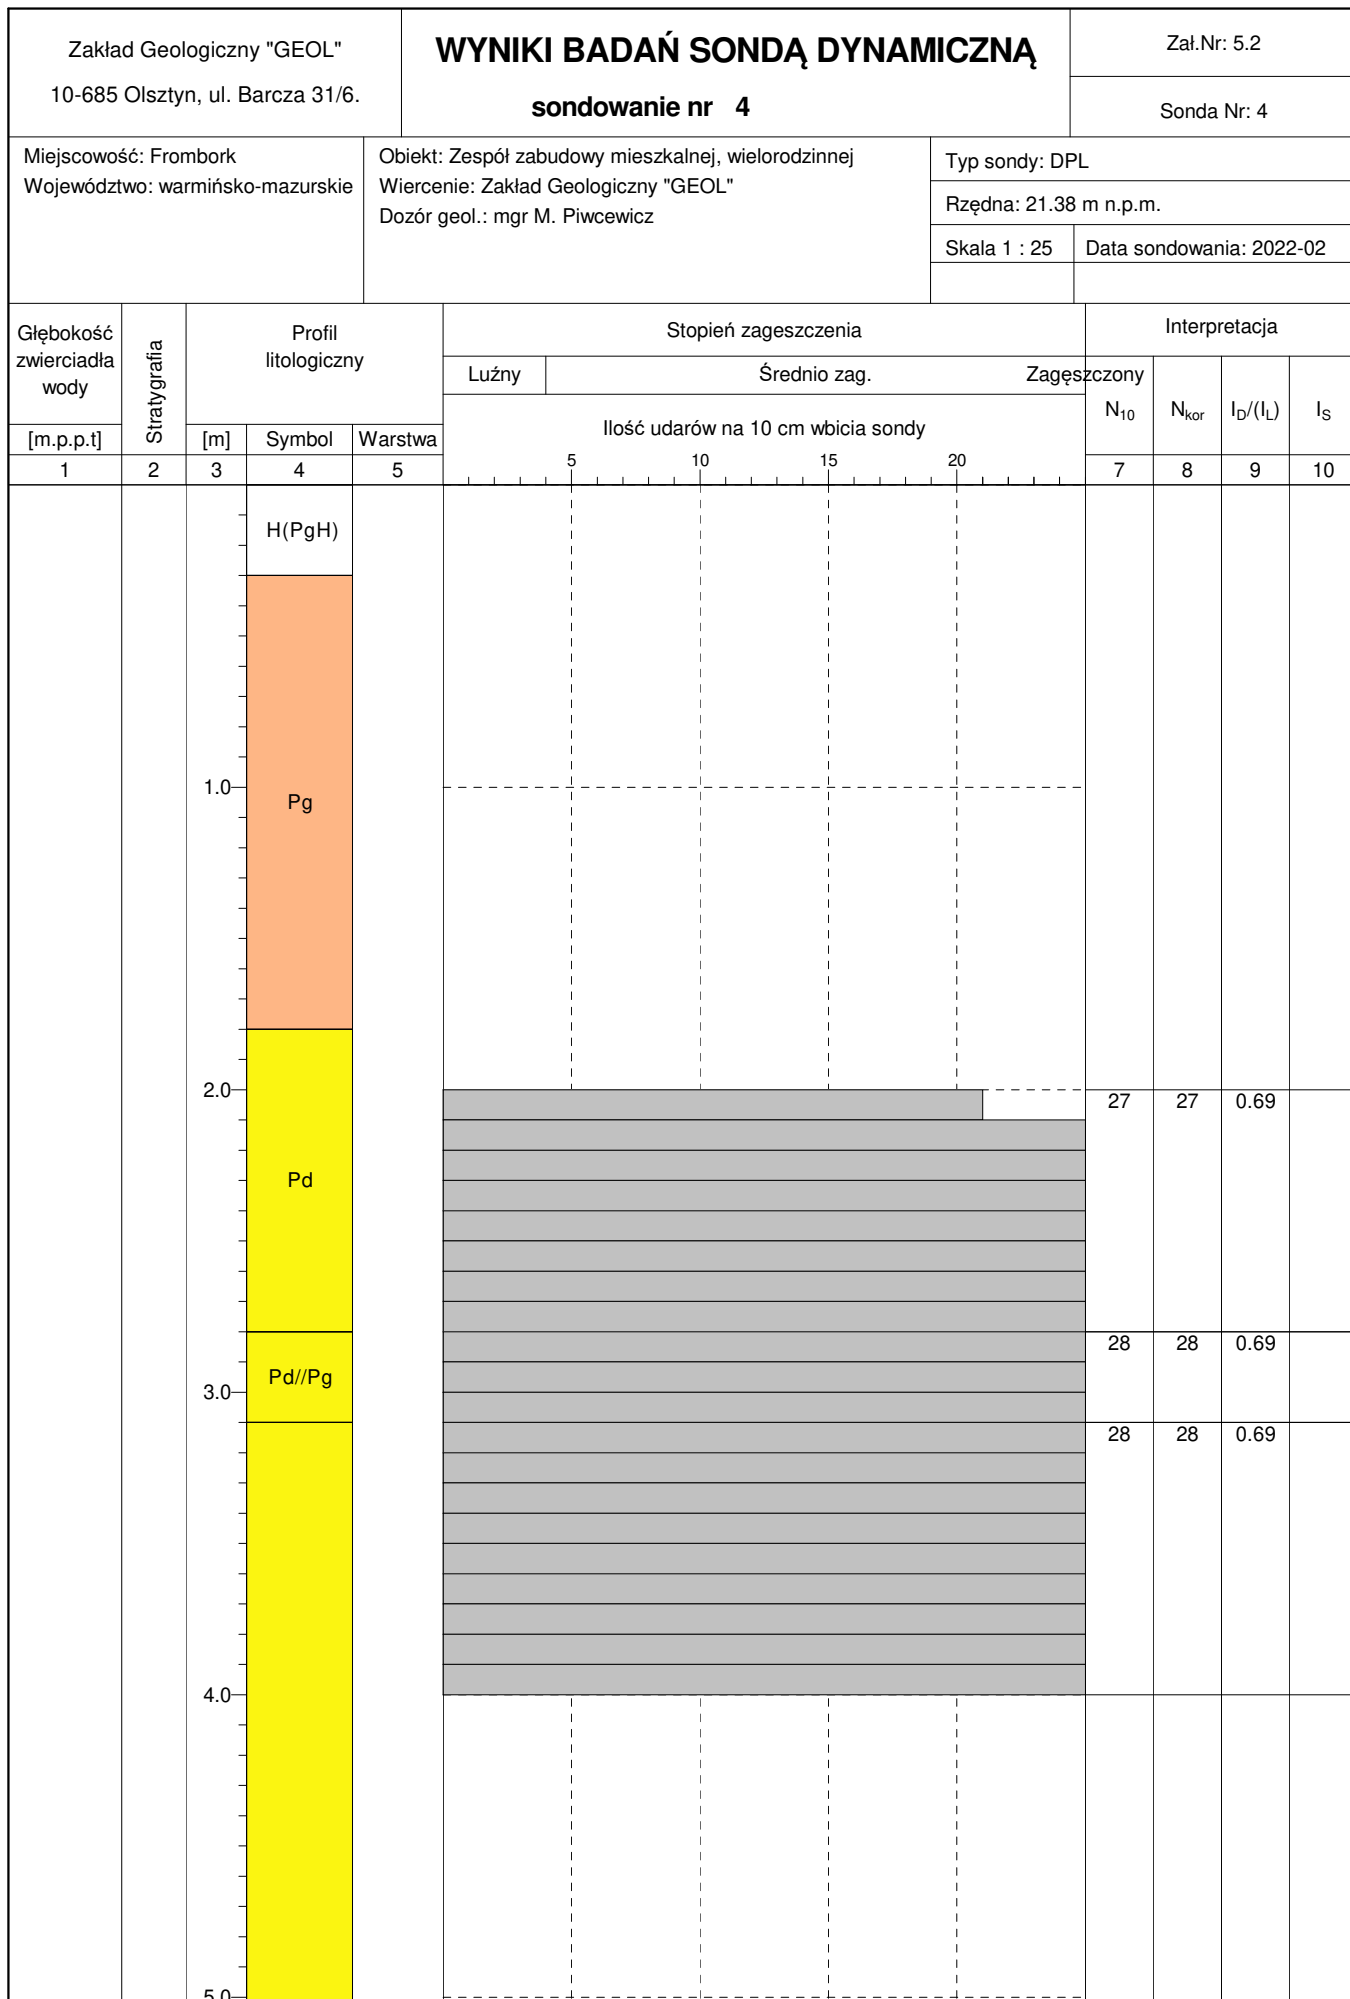 Zakład Geologiczny "GEOL"
10-685 Olsztyn, ul. Barcza 31/6.
WYNIKI BADAŃ SONDĄ DYNAMICZNĄ
sondowanie nr 4
Zał.Nr: 5.2
Sonda Nr: 4
Miejscowość: Frombork
Województwo: warmińsko-mazurskie
Obiekt: Zespół zabudowy mieszkalnej, wielorodzinnej
Wiercenie: Zakład Geologiczny "GEOL"
Dozór geol.: mgr M. Piwcewicz
Typ sondy: DPL
Rzędna: 21.38 m n.p.m.
Skala 1 : 25
Data sondowania: 2022-02
Głębokość
zwierciadła
wody
[m.p.p.t]
Stratygrafia
Profil
litologiczny
[m] Symbol Warstwa
Stopień zageszczenia
Luźny Średnio zag. Zagęszczony
Ilość udarów na 10 cm wbicia sondy
5 10 15 20
Interpretacja
N10 Nkor ID/(IL) IS
1 2 3 4 5 7 8 9 10
H(PgH)
1.0
Pg
2.0
27 27 0.69
Pd
28 28 0.69
Pd//Pg
3.0
28 28 0.69
4.0
5.0